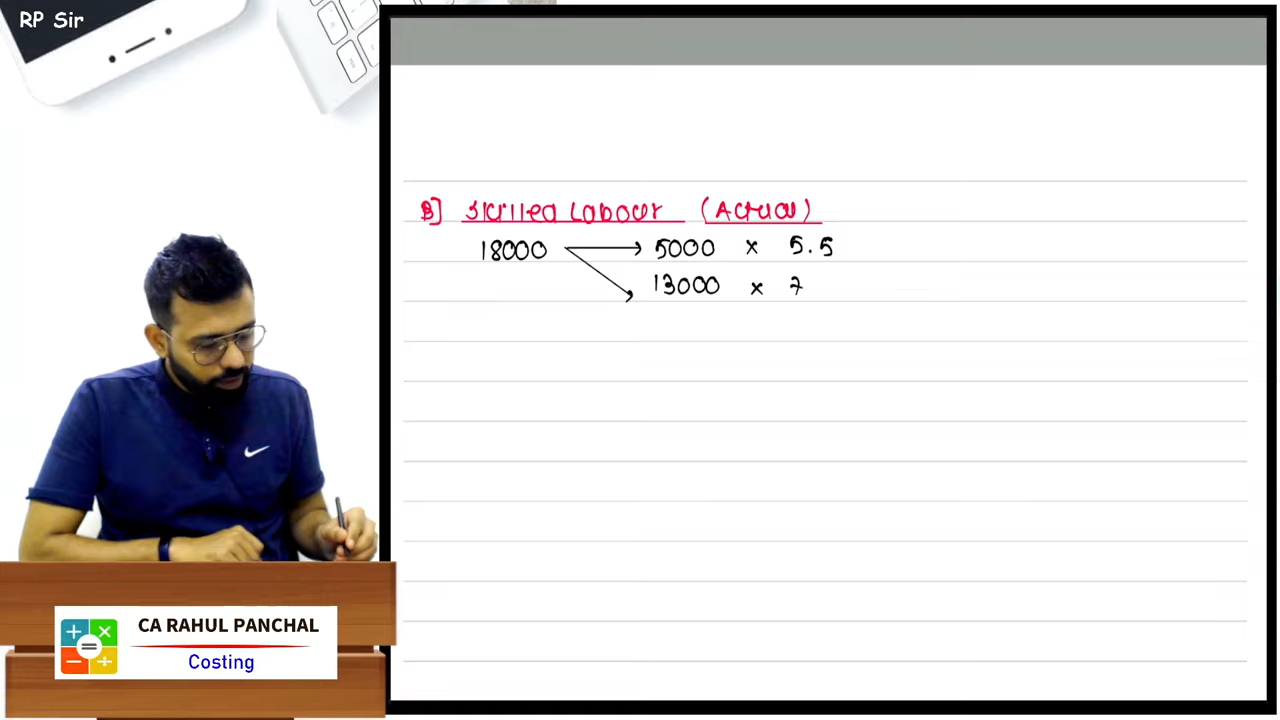 RP Sir
B] Skilled Labour (Actual)
18000 → 5000 × 5.5
→ 13000 × 7
CA RAHUL PANCHAL
Costing